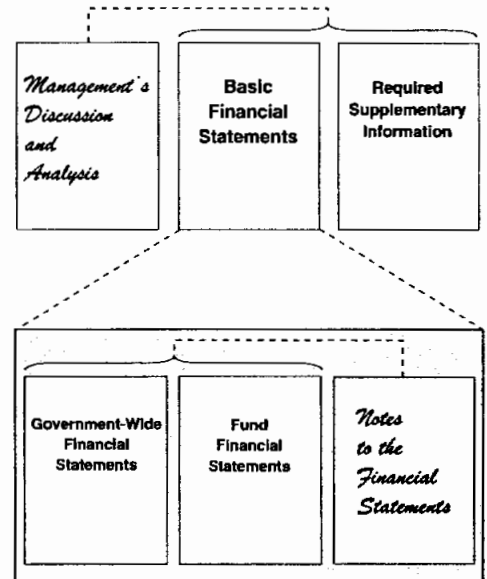 Management's
Discussion
and
Analysis
Basic
Financial
Statements
Required
Supplementary
Information
Government-Wide
Financial
Statements
Fund
Financial
Statements
Notes
to the
Financial
Statements